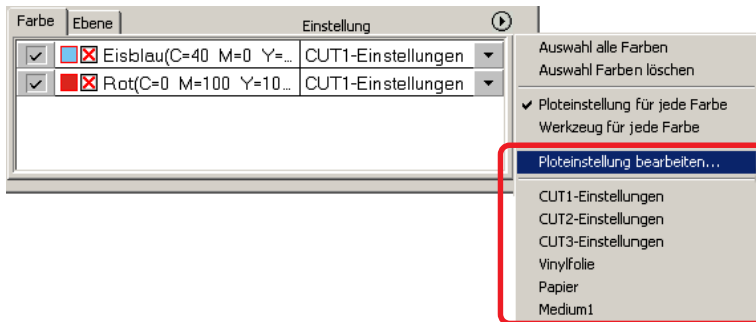 Farbe Ebene Einstellung
Eisblau(C=40 M=0 Y=... CUT1-Einstellungen
Rot(C=0 M=100 Y=10... CUT1-Einstellungen
Auswahl alle Farben
Auswahl Farben löschen
Ploteinstellung für jede Farbe
Werkzeug für jede Farbe
Ploteinstellung bearbeiten...
CUT1-Einstellungen
CUT2-Einstellungen
CUT3-Einstellungen
Vinylfolie
Papier
Medium1